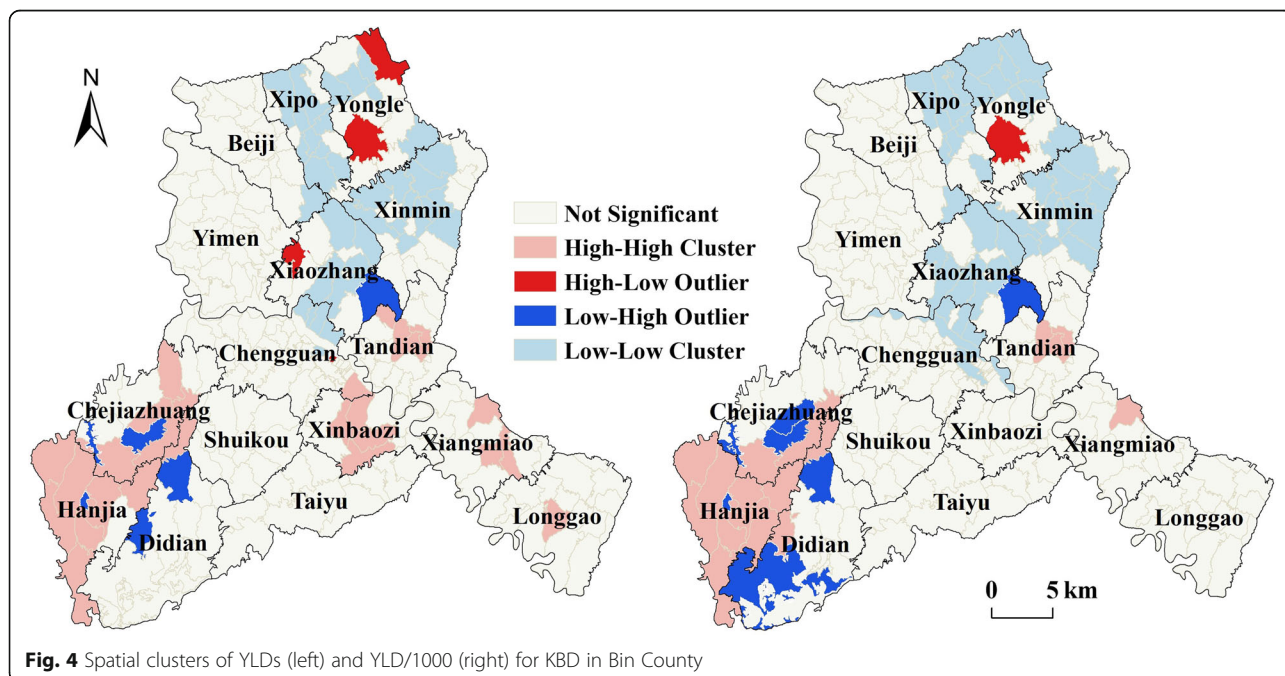 N
Xipo
Yongle
Beiji
Xinmin
Yimen
Xiaozhang
Chengguan
Tandian
Chejiazhuang
Shuikou
Xinbaozi
Xiangmiao
Hanjia
Taiyu
Longgao
Didian
Not Significant
High-High Cluster
High-Low Outlier
Low-High Outlier
Low-Low Cluster
Xipo
Yongle
Beiji
Xinmin
Yimen
Xiaozhang
Chengguan
Tandian
Chejiazhuang
Shuikou
Xinbaozi
Xiangmiao
Hanjia
Taiyu
Longgao
Didian
0 5 km
Fig. 4 Spatial clusters of YLDs (left) and YLD/1000 (right) for KBD in Bin County